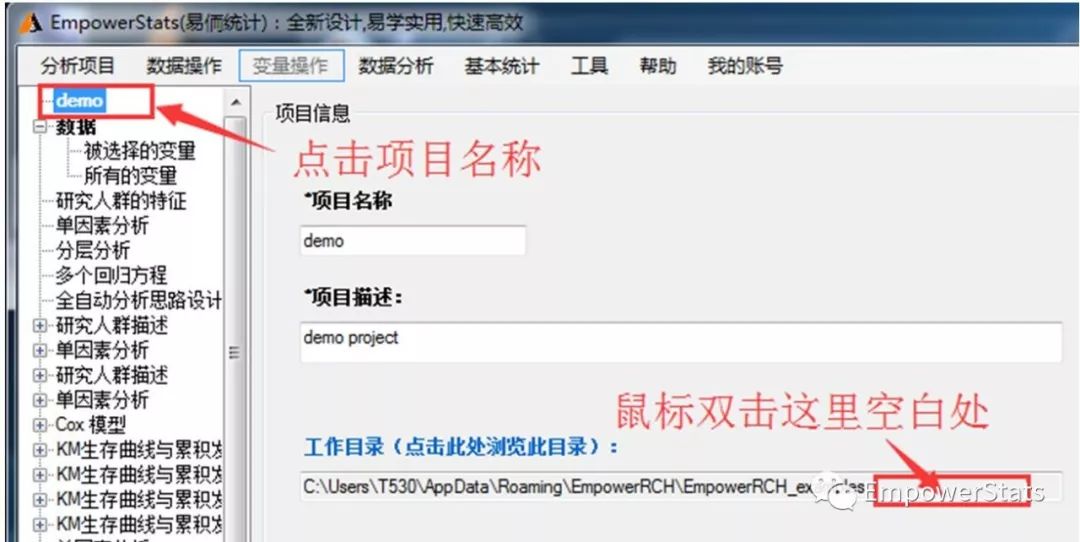 EmpowerStats(易侕统计)：全新设计,易学实用,快速高效
分析项目 数据操作 变量操作 数据分析 基本统计 工具 帮助 我的账号
demo
数据
被选择的变量
所有的变量
研究人群的特征
单因素分析
分层分析
多个回归方程
全自动分析思路设计
研究人群描述
单因素分析
研究人群描述
单因素分析
Cox 模型
KM生存曲线与累积发
KM生存曲线与累积发
KM生存曲线与累积发
KM生存曲线与累积发
项目信息
点击项目名称
*项目名称
demo
*项目描述：
demo project
鼠标双击这里空白处
工作目录（点击此处浏览此目录）：
C:\Users\T530\AppData\Roaming\EmpowerRCH\
EmpowerStats